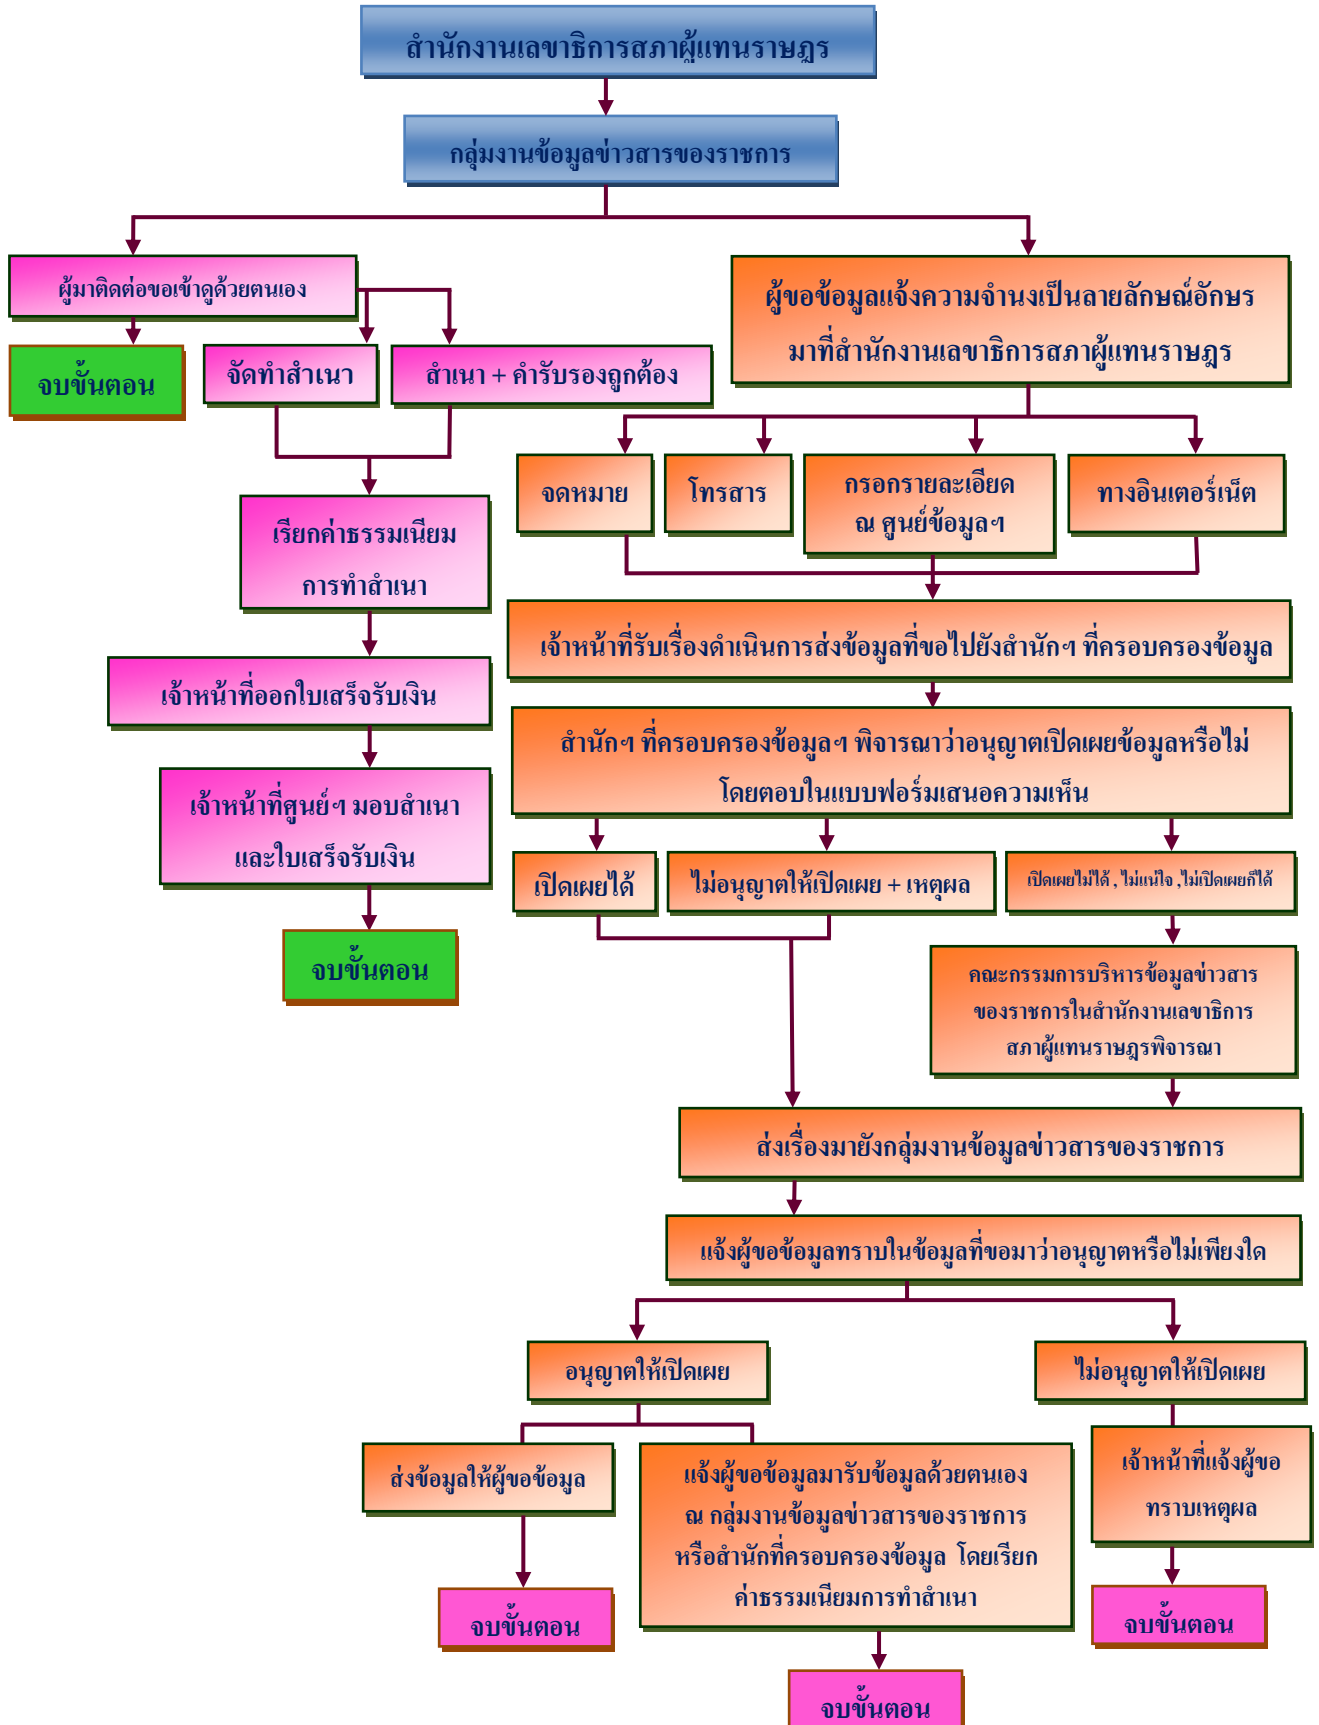 สำนักงานเลขาธิการสภาผู้แทนราษฎร
กลุ่มงานข้อมูลข่าวสารของราชการ
ผู้มาติดต่อขอเข้าดูด้วยตนเอง
จบขั้นตอน
จัดทำสำเนา
สำเนา + คำรับรองถูกต้อง
เรียกค่าธรรมเนียม
การทำสำเนา
เจ้าหน้าที่ออกใบเสร็จรับเงิน
เจ้าหน้าที่ศูนย์ฯ มอบสำเนา
และใบเสร็จรับเงิน
จบขั้นตอน
ผู้ขอข้อมูลแจ้งความจำนงเป็นลายลักษณ์อักษร
มาที่สำนักงานเลขาธิการสภาผู้แทนราษฎร
จดหมาย
โทรสาร
กรอกรายละเอียด
ณ ศูนย์ข้อมูลฯ
ทางอินเตอร์เน็ต
เจ้าหน้าที่รับเรื่องดำเนินการส่งข้อมูลที่ขอไปยังสำนักฯ ที่ครอบครองข้อมูล
สำนักฯ ที่ครอบครองข้อมูลฯ พิจารณาว่าอนุญาตเปิดเผยข้อมูลหรือไม่
โดยตอบในแบบฟอร์มเสนอความเห็น
เปิดเผยได้
ไม่อนุญาตให้เปิดเผย + เหตุผล
เปิดเผยไม่ได้ , ไม่แน่ใจ ,ไม่เปิดเผยก็ได้
คณะกรรมการบริหารข้อมูลข่าวสาร
ของราชการในสำนักงานเลขาธิการ
สภาผู้แทนราษฎรพิจารณา
ส่งเรื่องมายังกลุ่มงานข้อมูลข่าวสารของราชการ
แจ้งผู้ขอข้อมูลทราบในข้อมูลที่ขอมาว่าอนุญาตหรือไม่เพียงใด
อนุญาตให้เปิดเผย
ไม่อนุญาตให้เปิดเผย
ส่งข้อมูลให้ผู้ขอข้อมูล
จบขั้นตอน
แจ้งผู้ขอข้อมูลมารับข้อมูลด้วยตนเอง
ณ กลุ่มงานข้อมูลข่าวสารของราชการ
หรือสำนักที่ครอบครองข้อมูล โดยเรียก
ค่าธรรมเนียมการทำสำเนา
จบขั้นตอน
เจ้าหน้าที่แจ้งผู้ขอ
ทราบเหตุผล
จบขั้นตอน